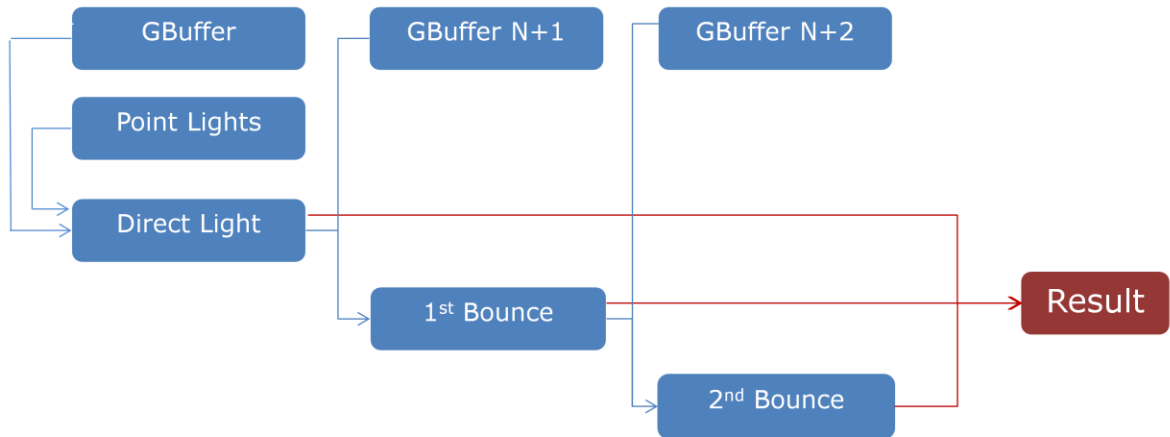 GBuffer
GBuffer N+1
GBuffer N+2
Point Lights
Direct Light
1st Bounce
Result
2nd Bounce